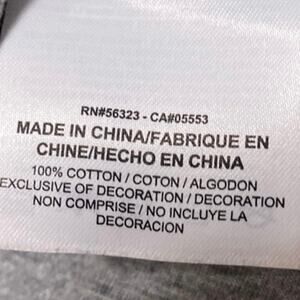 RN#56323 - CA#05553
MADE IN CHINA/FABRIQUE EN
CHINE/HECHO EN CHINA
100% COTTON / COTON / ALGODON
EXCLUSIVE OF DECORATION / DECORATION
NON COMPRISE / NO INCLUYE LA
DECORACION